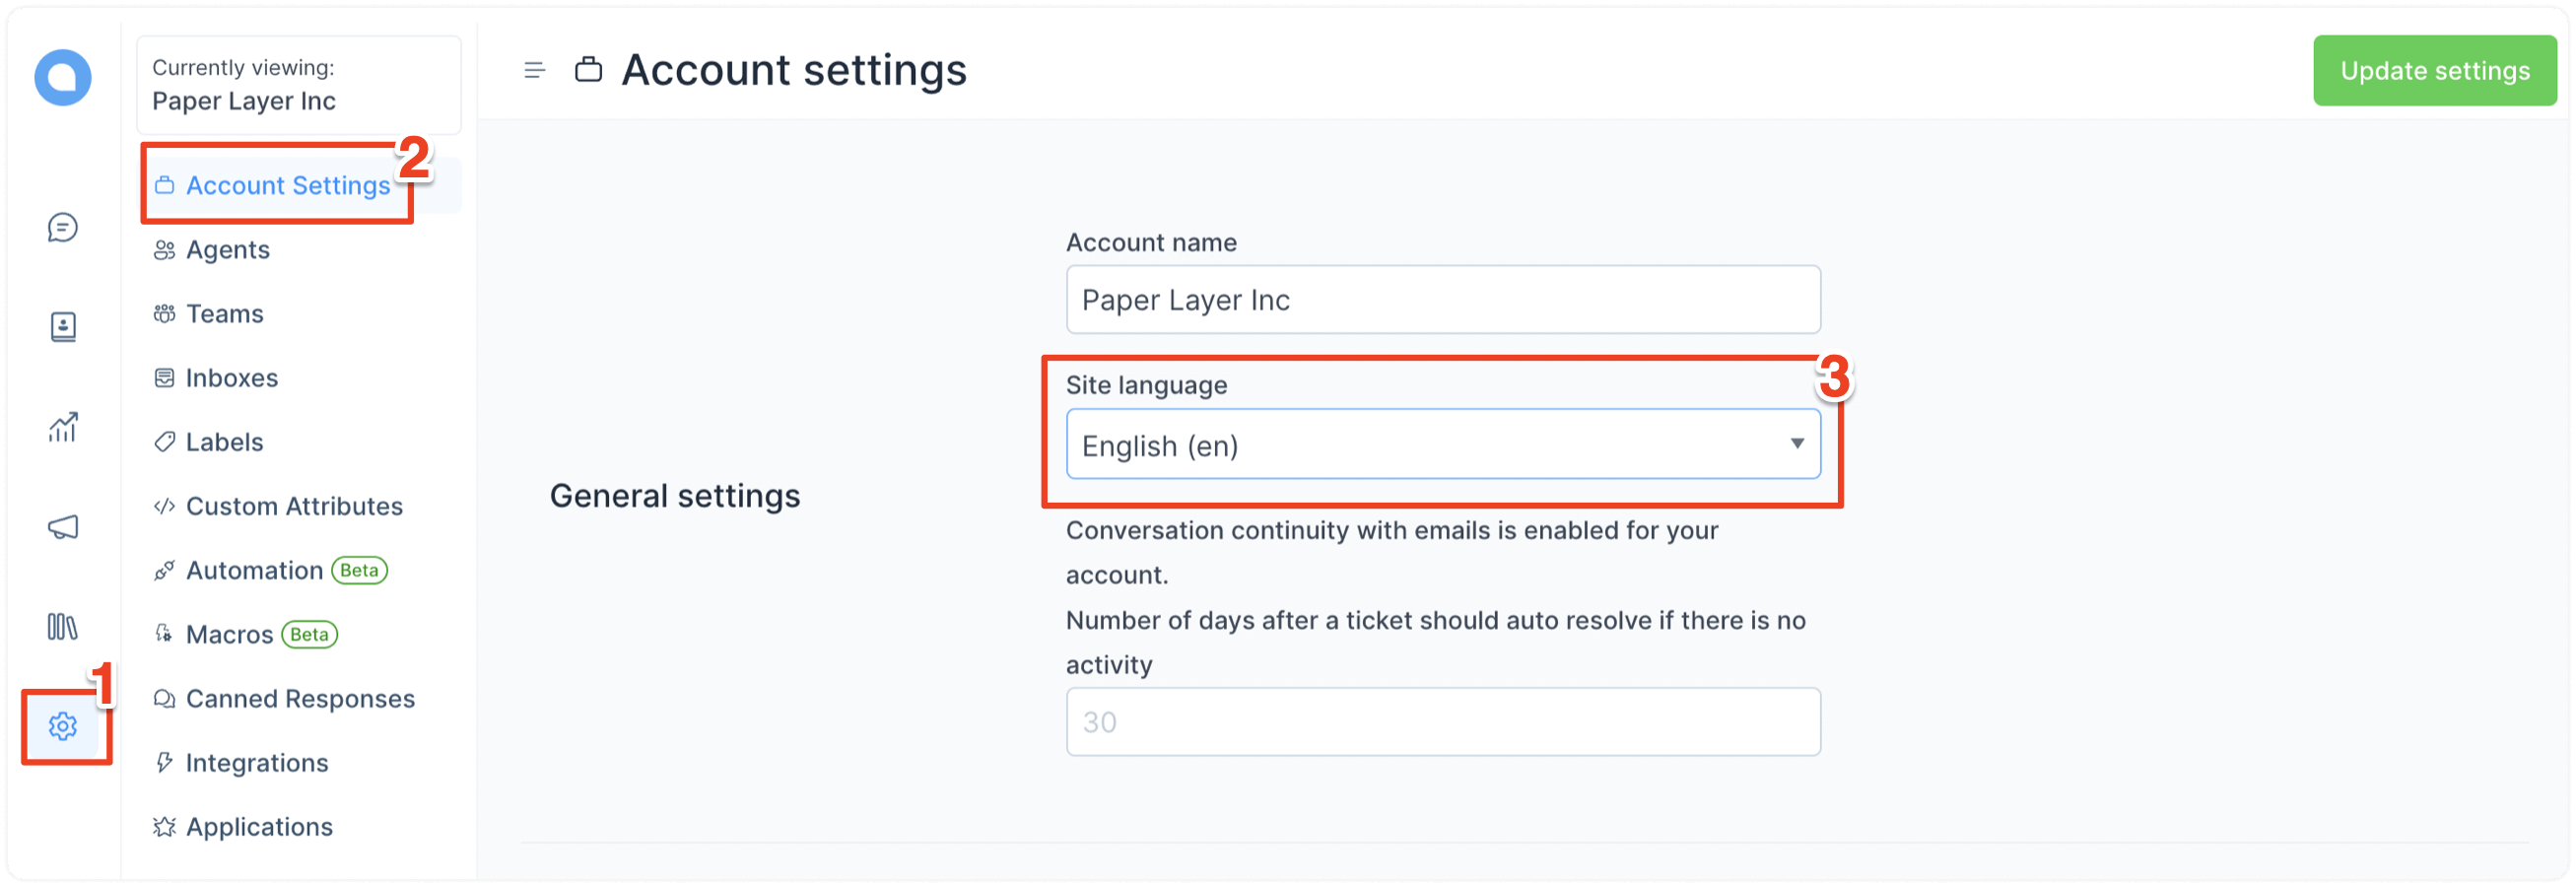 Currently viewing:
Paper Layer Inc
Account settings
Update settings
2
Account Settings
Agents
Teams
Inboxes
Labels
Custom Attributes
Automation Beta
Macros Beta
1
Canned Responses
Integrations
Applications
General settings
Account name
Paper Layer Inc
3
Site language
English (en)
Conversation continuity with emails is enabled for your
account.
Number of days after a ticket should auto resolve if there is no
activity
30